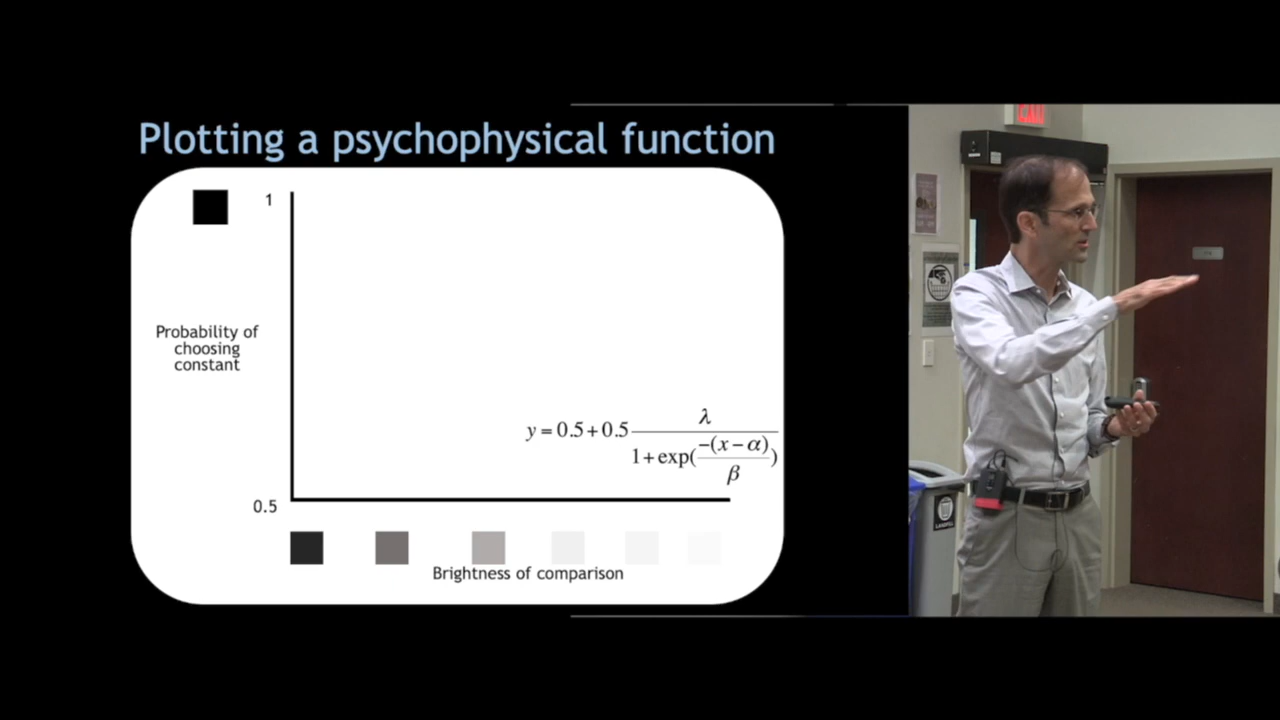 Plotting a psychophysical function
1
Probability of
choosing
constant
y = 0.5 + 0.5 λ / 1 + exp( −(x − α) / β )
0.5
Brightness of comparison
EXIT
LANDFILL